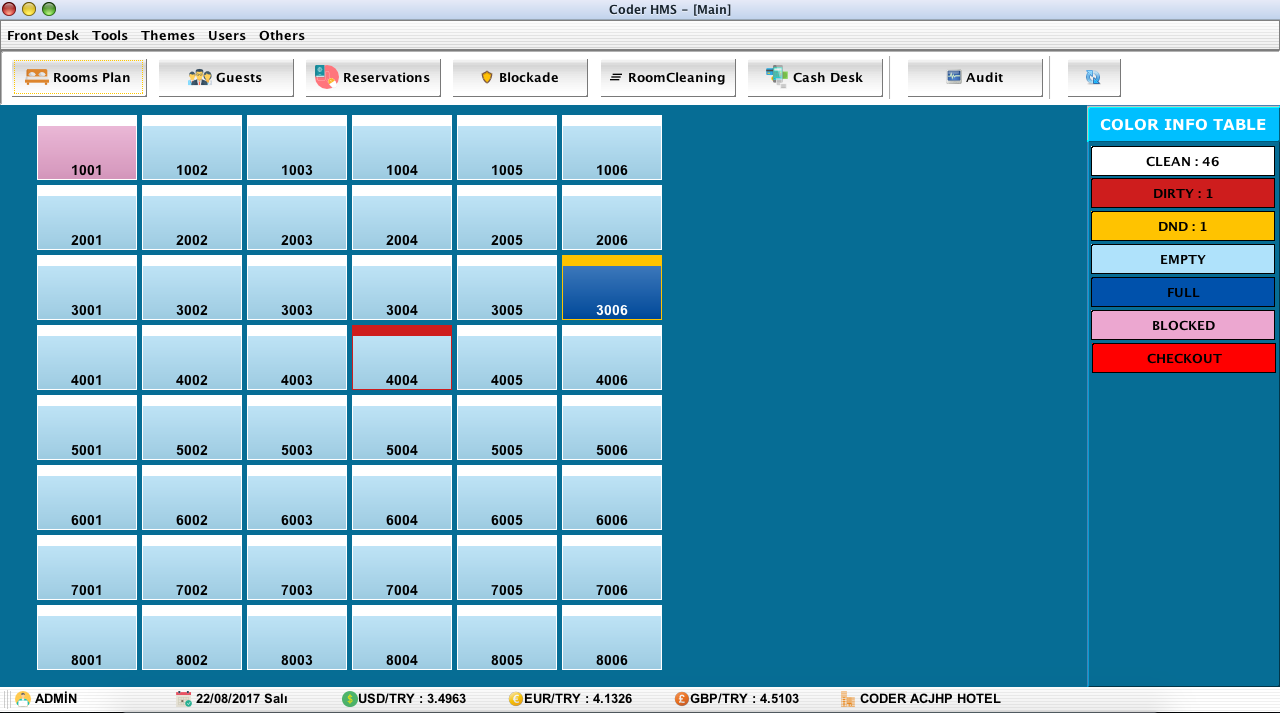 Coder HMS - [Main]
Front Desk Tools Themes Users Others
Rooms Plan Guests Reservations Blockade RoomCleaning Cash Desk Audit
COLOR INFO TABLE
CLEAN : 46
DIRTY : 1
DND : 1
EMPTY
FULL
BLOCKED
CHECKOUT
1001 1002 1003 1004 1005 1006
2001 2002 2003 2004 2005 2006
3001 3002 3003 3004 3005 3006
4001 4002 4003 4004 4005 4006
5001 5002 5003 5004 5005 5006
6001 6002 6003 6004 6005 6006
7001 7002 7003 7004 7005 7006
8001 8002 8003 8004 8005 8006
ADMİN 22/08/2017 Salı USD/TRY : 3.4963 EUR/TRY : 4.1326 GBP/TRY : 4.5103 CODER ACJHP HOTEL